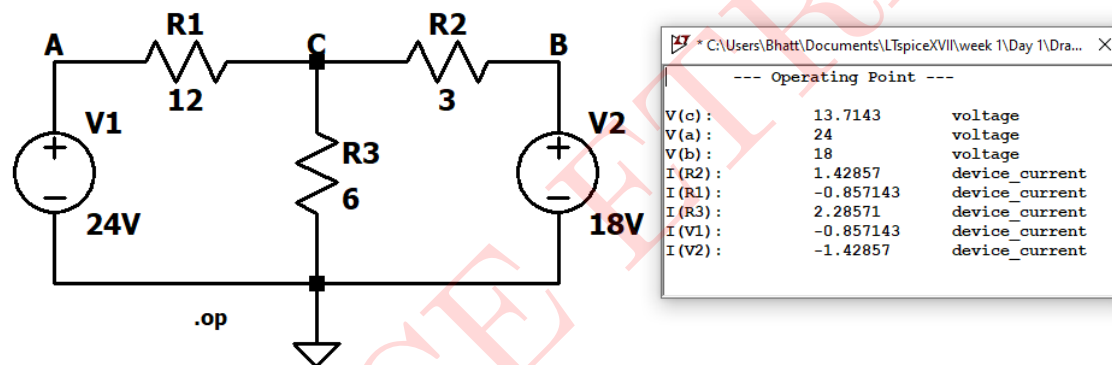 A
R1
C
R2
B
12
3
V1
24V
R3
6
V2
18V
.op
* C:\Users\Bhatt\Documents\LTspiceXVII\week 1\Day 1\Dra...
--- Operating Point ---
V(c): 13.7143 voltage
V(a): 24 voltage
V(b): 18 voltage
I(R2): 1.42857 device_current
I(R1): -0.857143 device_current
I(R3): 2.28571 device_current
I(V1): -0.857143 device_current
I(V2): -1.42857 device_current
CE ETR